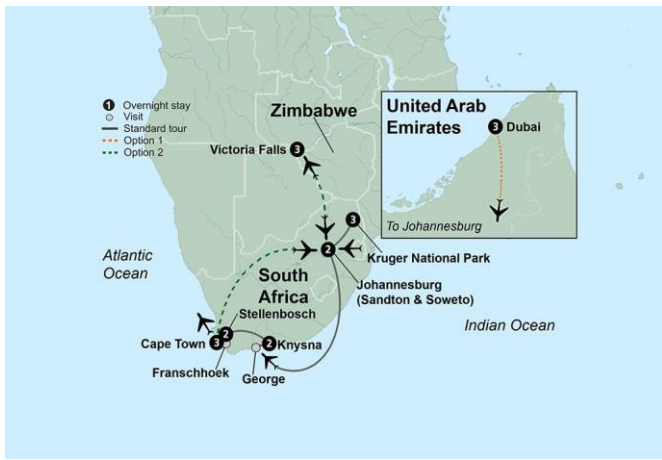 1 Overnight stay
Visit
Standard tour
Option 1
Option 2
Zimbabwe
Victoria Falls
3
United Arab
Emirates
3
Dubai
To Johannesburg
3
Kruger National Park
2
Johannesburg
(Sandton & Soweto)
Atlantic
Ocean
South
Africa
Stellenbosch
2
Cape Town
3
2
Knysna
Franschhoek
George
Indian Ocean